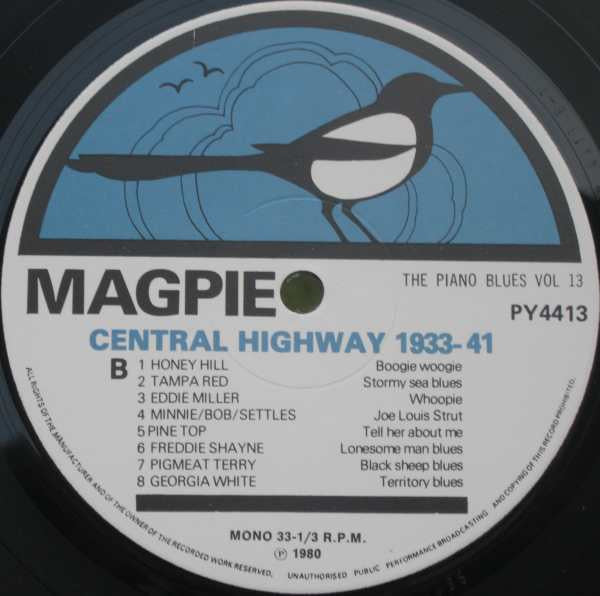 MAGPIE
THE PIANO BLUES VOL 13
PY4413
CENTRAL HIGHWAY 1933-41
B
1 HONEY HILL Boogie woogie
2 TAMPA RED Stormy sea blues
3 EDDIE MILLER Whoopie
4 MINNIE/BOB/SETTLES Joe Louis Strut
5 PINE TOP Tell her about me
6 FREDDIE SHAYNE Lonesome man blues
7 PIGMEAT TERRY Black sheep blues
8 GEORGIA WHITE Territory blues
MONO 33-1/3 R.P.M.
℗ 1980
ALL RIGHTS OF THE MANUFACTURER AND OF THE OWNER OF THE RECORDED WORK RESERVED. UNAUTHORISED PUBLIC PERFORMANCE BROADCASTING AND COPYING OF THIS RECORD PROHIBITED.